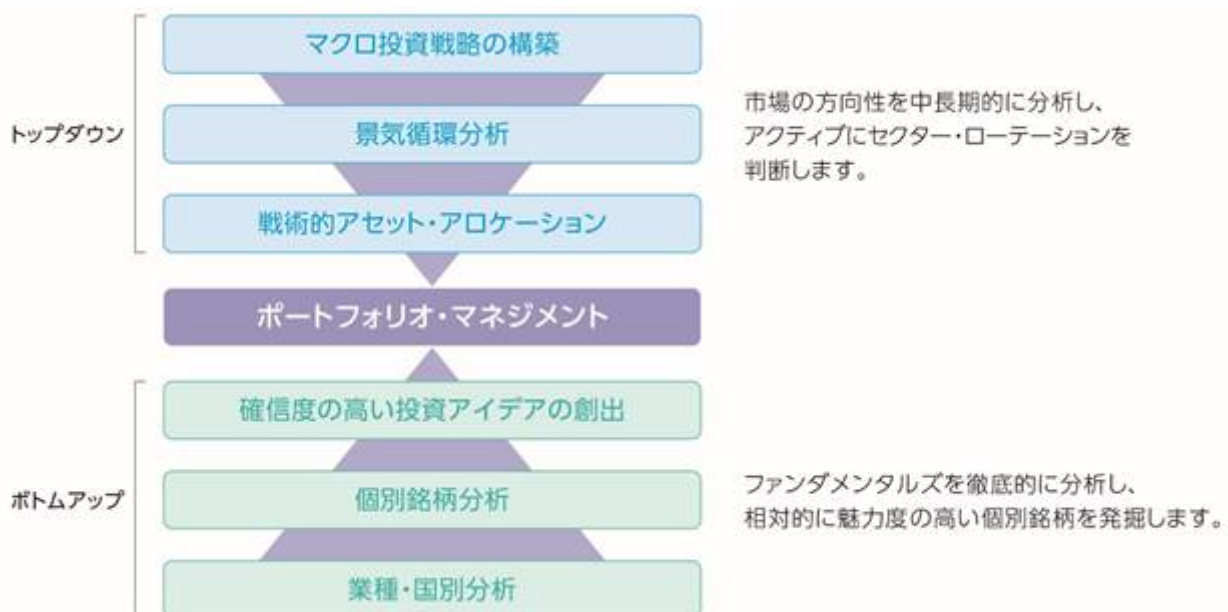 マクロ投資戦略の構築
トップダウン
景気循環分析
戦術的アセット・アロケーション
市場の方向性を中長期的に分析し、
アクティブにセクター・ローテーションを
判断します。
ポートフォリオ・マネジメント
確信度の高い投資アイデアの創出
ボトムアップ
個別銘柄分析
業種・国別分析
ファンダメンタルズを徹底的に分析し、
相対的に魅力度の高い個別銘柄を発掘します。